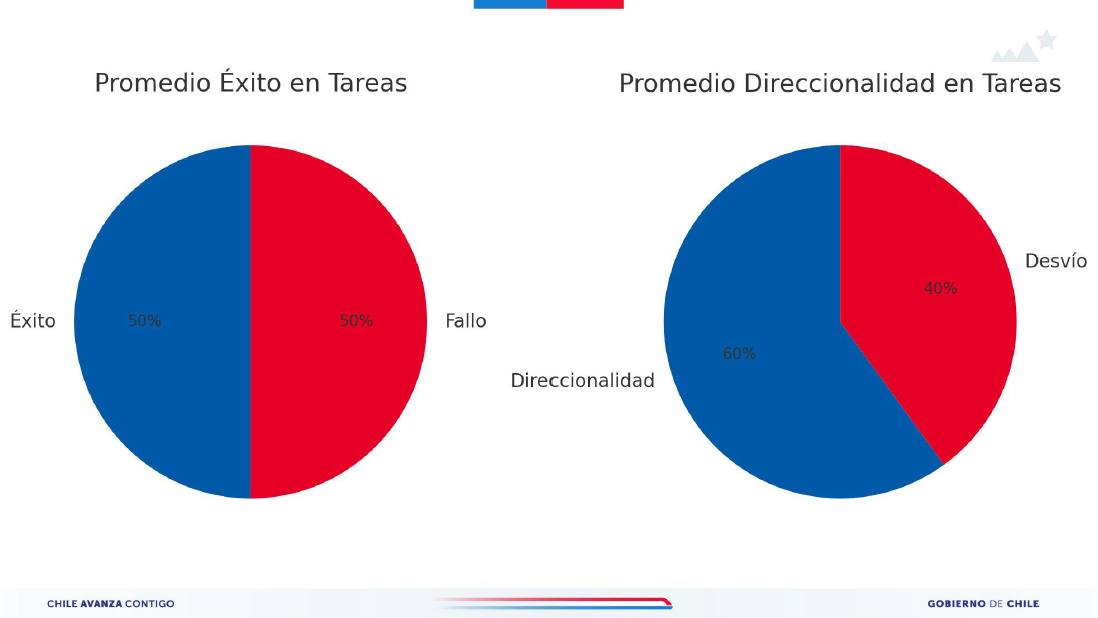 Promedio Éxito en Tareas
Promedio Direccionalidad en Tareas
Éxito
50%
50%
Fallo
Desvío
40%
60%
Direccionalidad
CHILE AVANZA CONTIGO
GOBIERNO DE CHILE